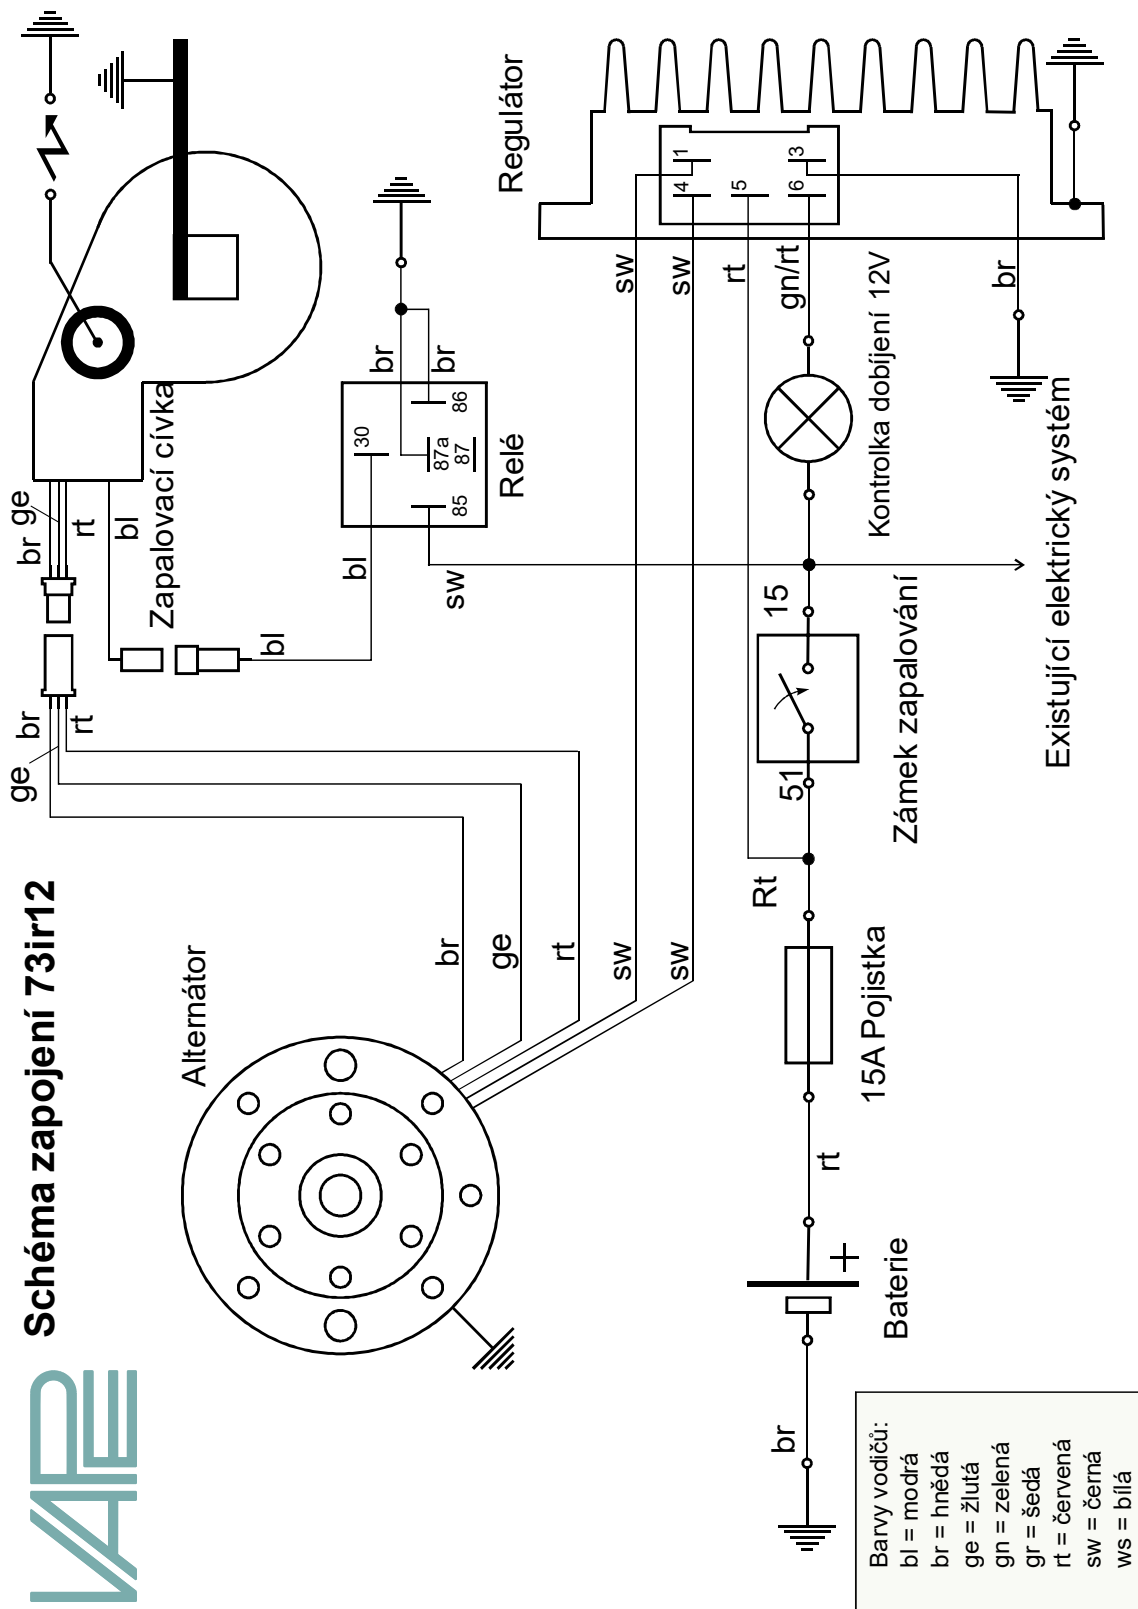 VAPE
Schéma zapojení 73ir12
Alternátor
br
ge
rt
sw
sw
br
ge
rt
br
ge
rt
bl
Zapalovací cívka
bl
bl
sw
br
br
30
87a
87
86
85
Relé
Regulátor
1
4
5
3
6
sw
sw
rt
gn/rt
br
Kontrolka dobíjení 12V
Existující elektrický systém
15
51
Zámek zapalování
Rt
15A Pojistka
rt
+
Baterie
br
Barvy vodičů:
bl = modrá
br = hnědá
ge = žlutá
gn = zelená
gr = šedá
rt = červená
sw = černá
ws = bílá